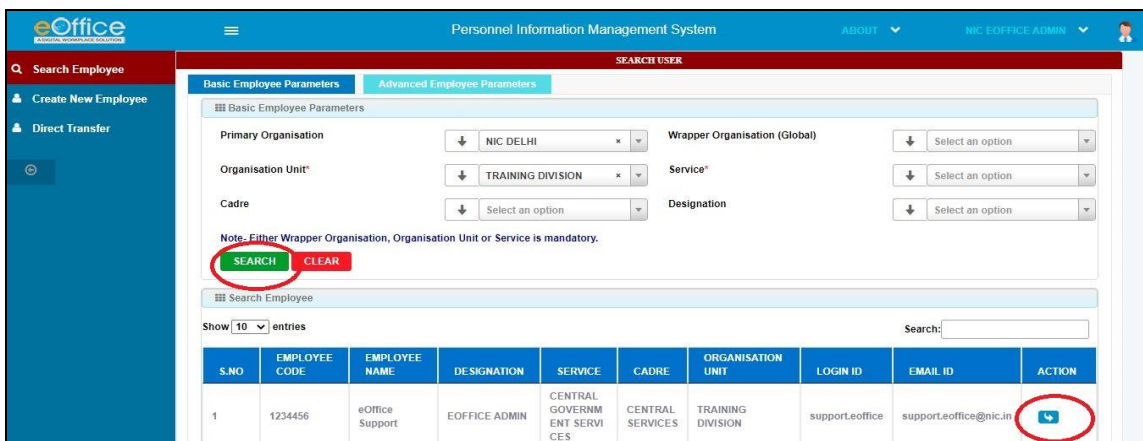 eOffice
A DIGITAL WORKPLACE SOLUTION
Personnel Information Management System
ABOUT
NIC EOFFICE ADMIN
Search Employee
Create New Employee
Direct Transfer
SEARCH USER
Basic Employee Parameters
Advanced Employee Parameters
Basic Employee Parameters
Primary Organisation
NIC DELHI ×
Wrapper Organisation (Global)
Select an option
Organisation Unit*
TRAINING DIVISION ×
Service*
Select an option
Cadre
Select an option
Designation
Select an option
Note- Either Wrapper Organisation, Organisation Unit or Service is mandatory.
SEARCH CLEAR
Search Employee
Show 10 entries
Search:
S.NO
EMPLOYEE
CODE
EMPLOYEE
NAME
DESIGNATION
SERVICE
CADRE
ORGANISATION
UNIT
LOGIN ID
EMAIL ID
ACTION
1
1234456
eOffice
Support
EOFFICE ADMIN
CENTRAL
GOVERNM
ENT SERVI
CES
CENTRAL
SERVICES
TRAINING
DIVISION
support.eoffice
support.eoffice@nic.in